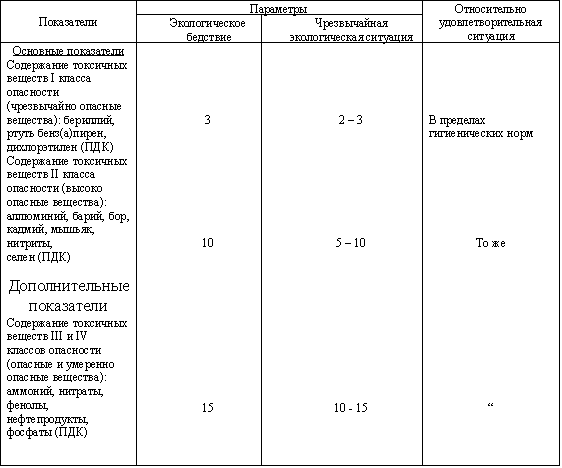 Показатели
Параметры
Относительно
удовлетворительная
ситуация
Экологическое
бедствие
Чрезвычайная
экологическая ситуация
Основные показатели
Содержание токсичных
веществ I класса
опасности
(чрезвычайно опасные
вещества): бериллий,
ртуть бенз(а)пирен,
дихлорэтилен (ПДК)
3
2 – 3
В пределах
гигиенических норм
Содержание токсичных
веществ II класса
опасности (высоко
опасные вещества):
аллюминий, барий, бор,
кадмий, мышьяк,
нитриты,
селен (ПДК)
10
5 – 10
То же
Дополнительные
показатели
Содержание токсичных
веществ III и IV
классов опасности
(опасные и умеренно
опасные вещества):
аммоний, нитраты,
фенолы,
нефтепродукты,
фосфаты (ПДК)
15
10 - 15
“